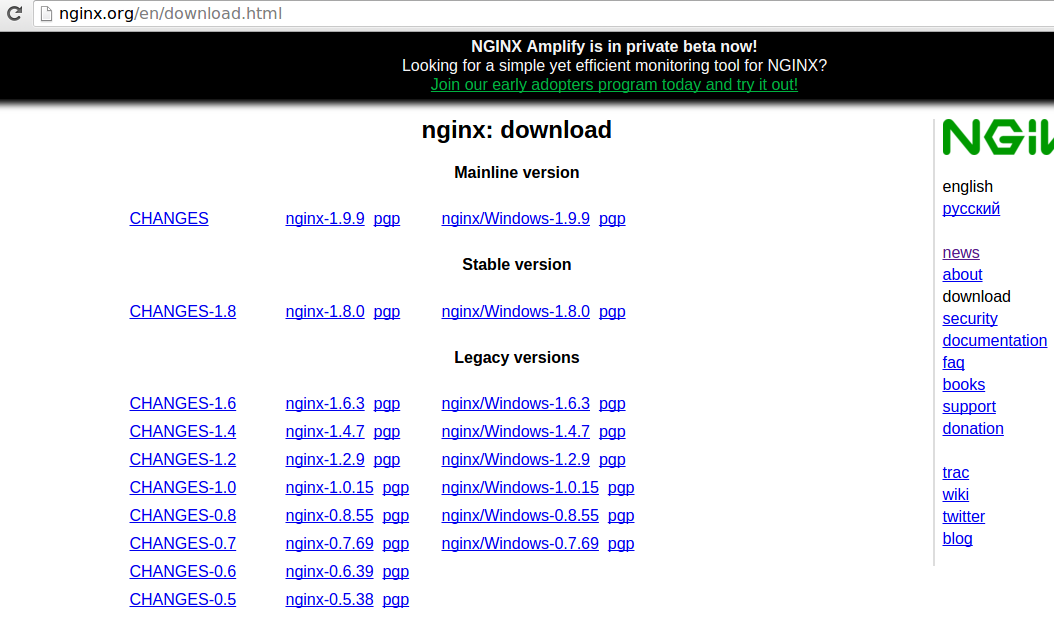 nginx.org/en/download.html
NGINX Amplify is in private beta now!
Looking for a simple yet efficient monitoring tool for NGINX?
Join our early adopters program today and try it out!
nginx: download
Mainline version
CHANGES nginx-1.9.9 pgp nginx/Windows-1.9.9 pgp
Stable version
CHANGES-1.8 nginx-1.8.0 pgp nginx/Windows-1.8.0 pgp
Legacy versions
CHANGES-1.6 nginx-1.6.3 pgp nginx/Windows-1.6.3 pgp
CHANGES-1.4 nginx-1.4.7 pgp nginx/Windows-1.4.7 pgp
CHANGES-1.2 nginx-1.2.9 pgp nginx/Windows-1.2.9 pgp
CHANGES-1.0 nginx-1.0.15 pgp nginx/Windows-1.0.15 pgp
CHANGES-0.8 nginx-0.8.55 pgp nginx/Windows-0.8.55 pgp
CHANGES-0.7 nginx-0.7.69 pgp nginx/Windows-0.7.69 pgp
CHANGES-0.6 nginx-0.6.39 pgp
CHANGES-0.5 nginx-0.5.38 pgp
english
русский
news
about
download
security
documentation
faq
books
support
donation
trac
wiki
twitter
blog